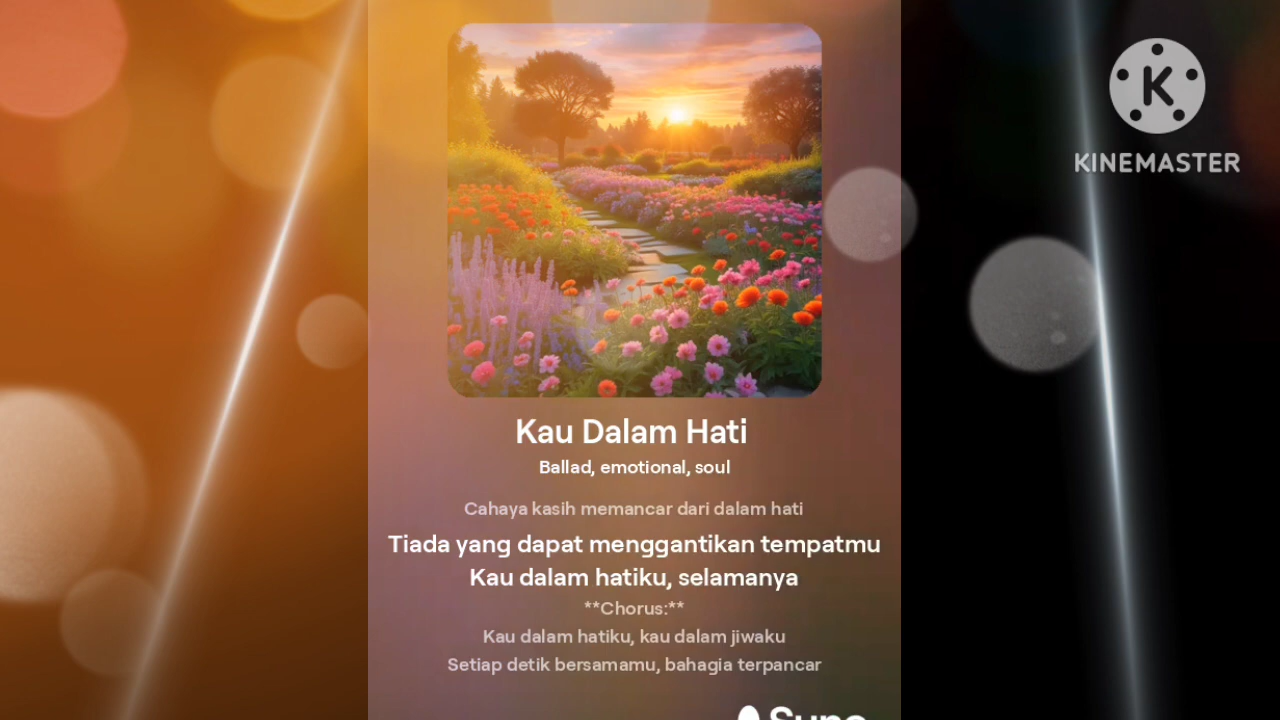 KINEMASTER
Kau Dalam Hati
Ballad, emotional, soul
Cahaya kasih memancar dari dalam hati
Tiada yang dapat menggantikan tempatmu
Kau dalam hatiku, selamanya
**Chorus:**
Kau dalam hatiku, kau dalam jiwaku
Setiap detik bersamamu, bahagia terpancar